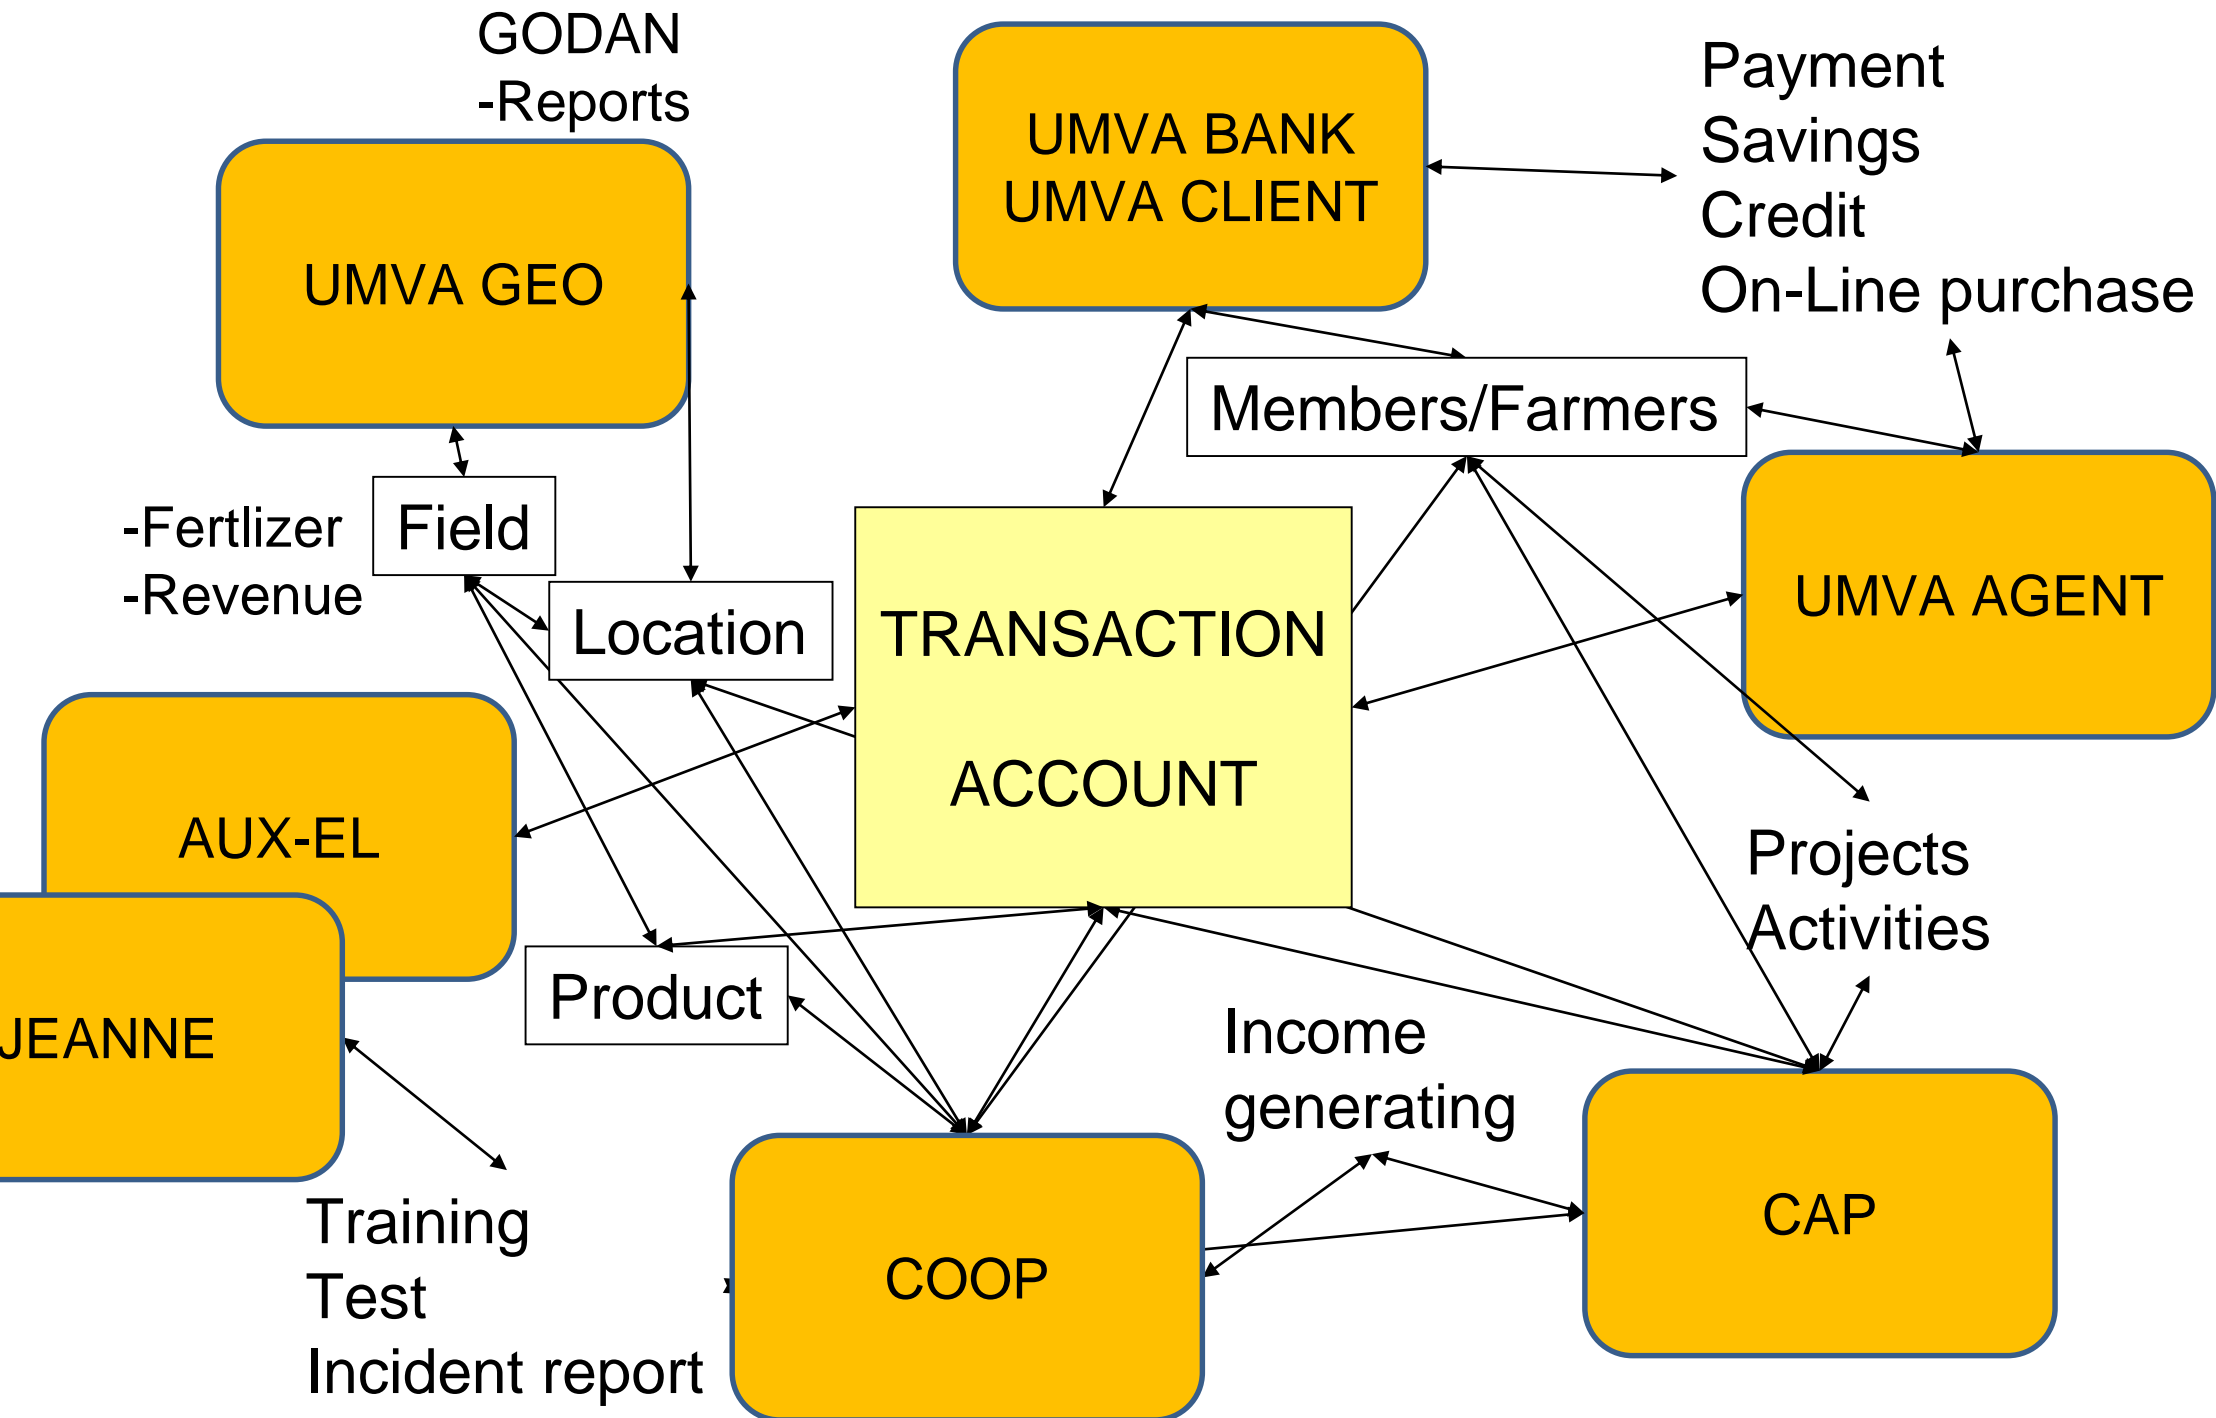 GODAN
-Reports
UMVA BANK
UMVA CLIENT
Payment
Savings
Credit
On-Line purchase
UMVA GEO
Members/Farmers
-Fertlizer
-Revenue
Field
Location
TRANSACTION
ACCOUNT
UMVA AGENT
AUX-EL
Projects
Activities
Product
JEANNE
Income
generating
Training
Test
Incident report
COOP
CAP